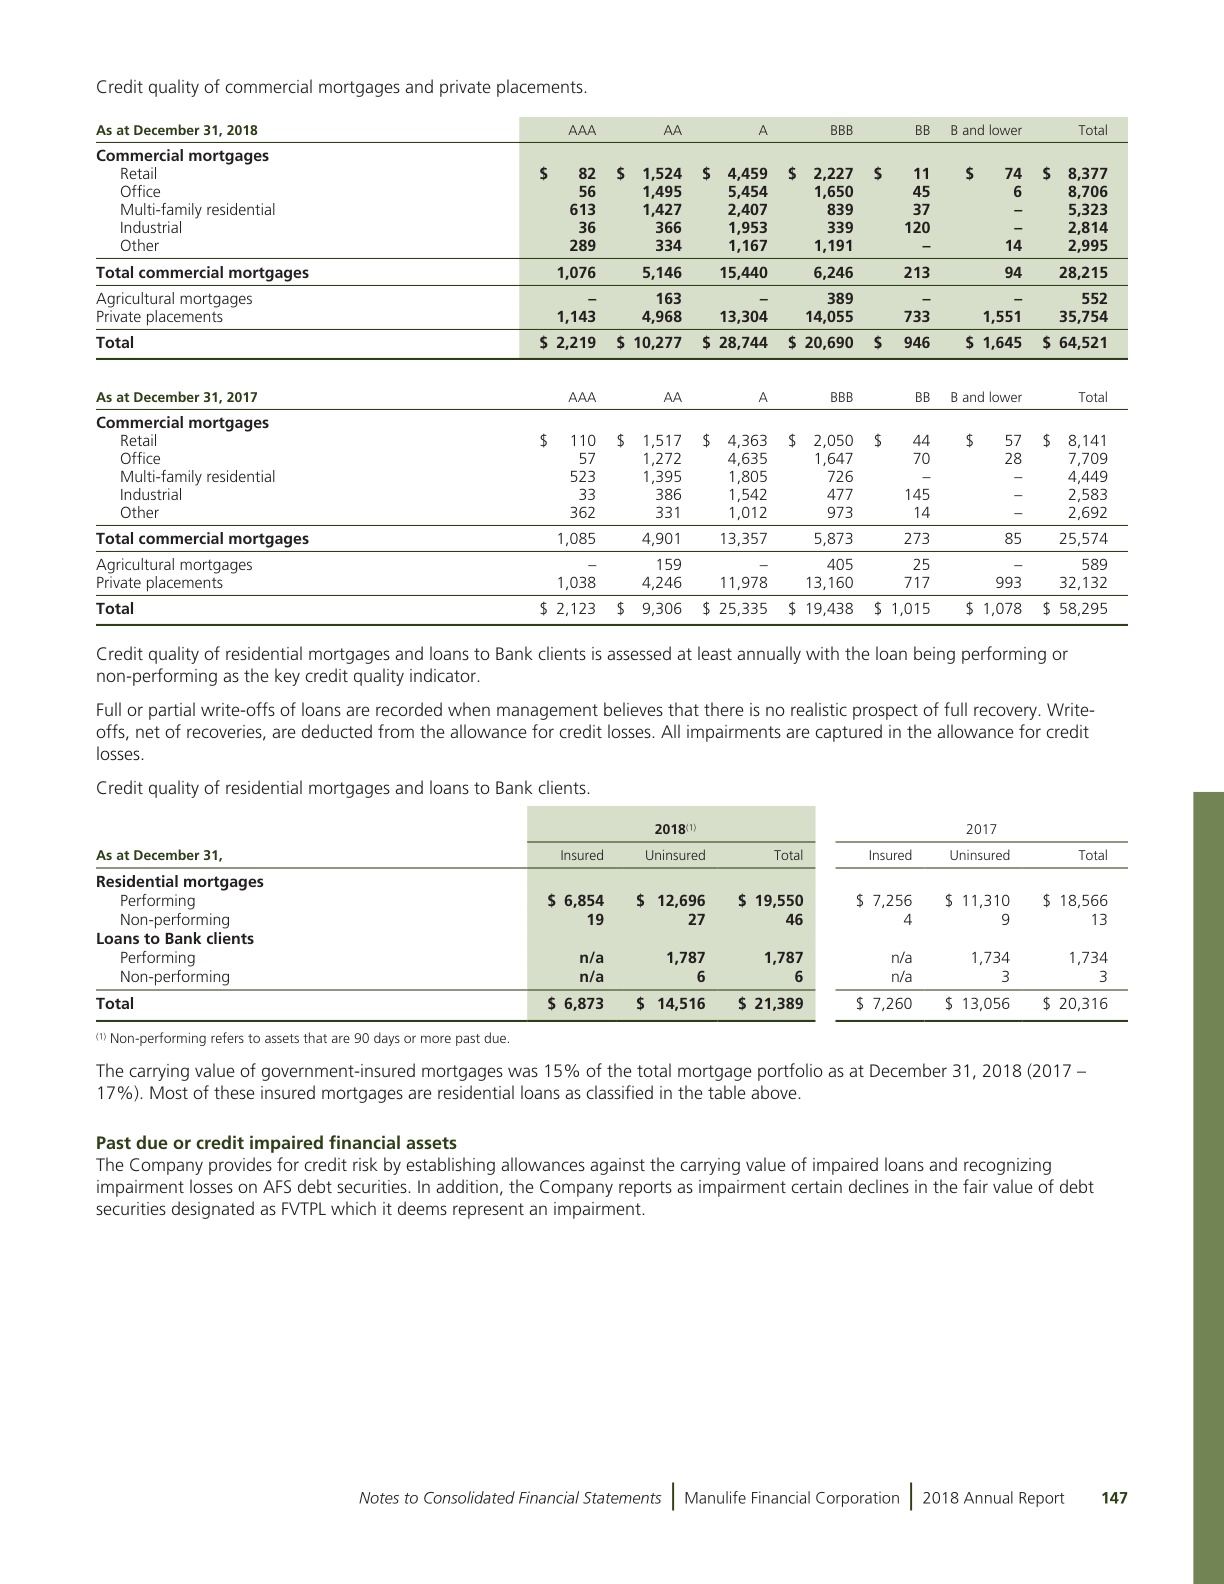 Credit quality of commercial mortgages and private placements.
As at December 31, 2018 AAA AA A BBB BB B and lower Total
Commercial mortgages
Retail $ 82 $ 1,524 $ 4,459 $ 2,227 $ 11 $ 74 $ 8,377
Office 56 1,495 5,454 1,650 45 6 8,706
Multi-family residential 613 1,427 2,407 839 37 – 5,323
Industrial 36 366 1,953 339 120 – 2,814
Other 289 334 1,167 1,191 – 14 2,995
Total commercial mortgages 1,076 5,146 15,440 6,246 213 94 28,215
Agricultural mortgages – 163 – 389 – – 552
Private placements 1,143 4,968 13,304 14,055 733 1,551 35,754
Total $ 2,219 $ 10,277 $ 28,744 $ 20,690 $ 946 $ 1,645 $ 64,521
As at December 31, 2017 AAA AA A BBB BB B and lower Total
Commercial mortgages
Retail $ 110 $ 1,517 $ 4,363 $ 2,050 $ 44 $ 57 $ 8,141
Office 57 1,272 4,635 1,647 70 28 7,709
Multi-family residential 523 1,395 1,805 726 – – 4,449
Industrial 33 386 1,542 477 145 – 2,583
Other 362 331 1,012 973 14 – 2,692
Total commercial mortgages 1,085 4,901 13,357 5,873 273 85 25,574
Agricultural mortgages – 159 – 405 25 – 589
Private placements 1,038 4,246 11,978 13,160 717 993 32,132
Total $ 2,123 $ 9,306 $ 25,335 $ 19,438 $ 1,015 $ 1,078 $ 58,295
Credit quality of residential mortgages and loans to Bank clients is assessed at least annually with the loan being performing or
non-performing as the key credit quality indicator.
Full or partial write-offs of loans are recorded when management believes that there is no realistic prospect of full recovery. Write-
offs, net of recoveries, are deducted from the allowance for credit losses. All impairments are captured in the allowance for credit
losses.
Credit quality of residential mortgages and loans to Bank clients.
2018(1) 2017
As at December 31, Insured Uninsured Total Insured Uninsured Total
Residential mortgages
Performing $ 6,854 $ 12,696 $ 19,550 $ 7,256 $ 11,310 $ 18,566
Non-performing 19 27 46 4 9 13
Loans to Bank clients
Performing n/a 1,787 1,787 n/a 1,734 1,734
Non-performing n/a 6 6 n/a 3 3
Total $ 6,873 $ 14,516 $ 21,389 $ 7,260 $ 13,056 $ 20,316
(1) Non-performing refers to assets that are 90 days or more past due.
The carrying value of government-insured mortgages was 15% of the total mortgage portfolio as at December 31, 2018 (2017 –
17%). Most of these insured mortgages are residential loans as classified in the table above.
Past due or credit impaired financial assets
The Company provides for credit risk by establishing allowances against the carrying value of impaired loans and recognizing
impairment losses on AFS debt securities. In addition, the Company reports as impairment certain declines in the fair value of debt
securities designated as FVTPL which it deems represent an impairment.
Notes to Consolidated Financial Statements | Manulife Financial Corporation | 2018 Annual Report 147